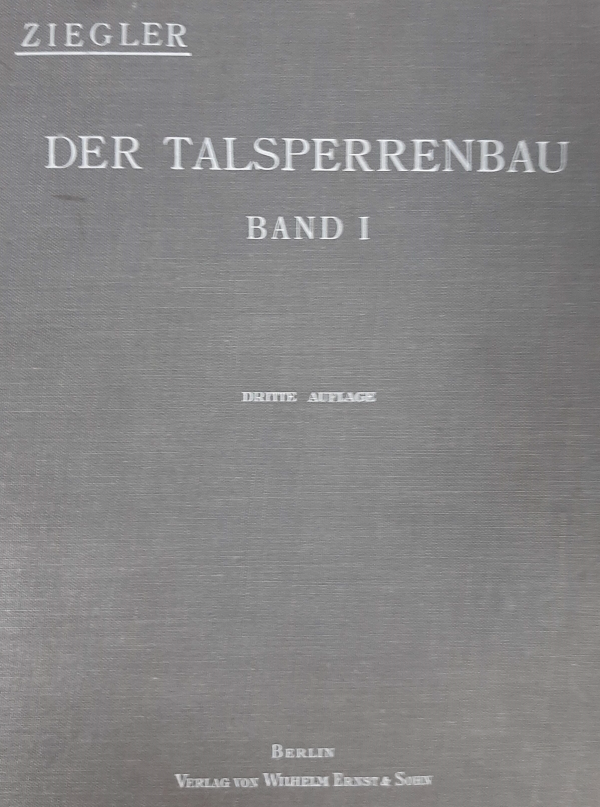 ZIEGLER
DER TALSPERRENBAU
BAND I
DRITTE AUFLAGE
BERLIN
VERLAG VON WILHELM ERNST & SOHN